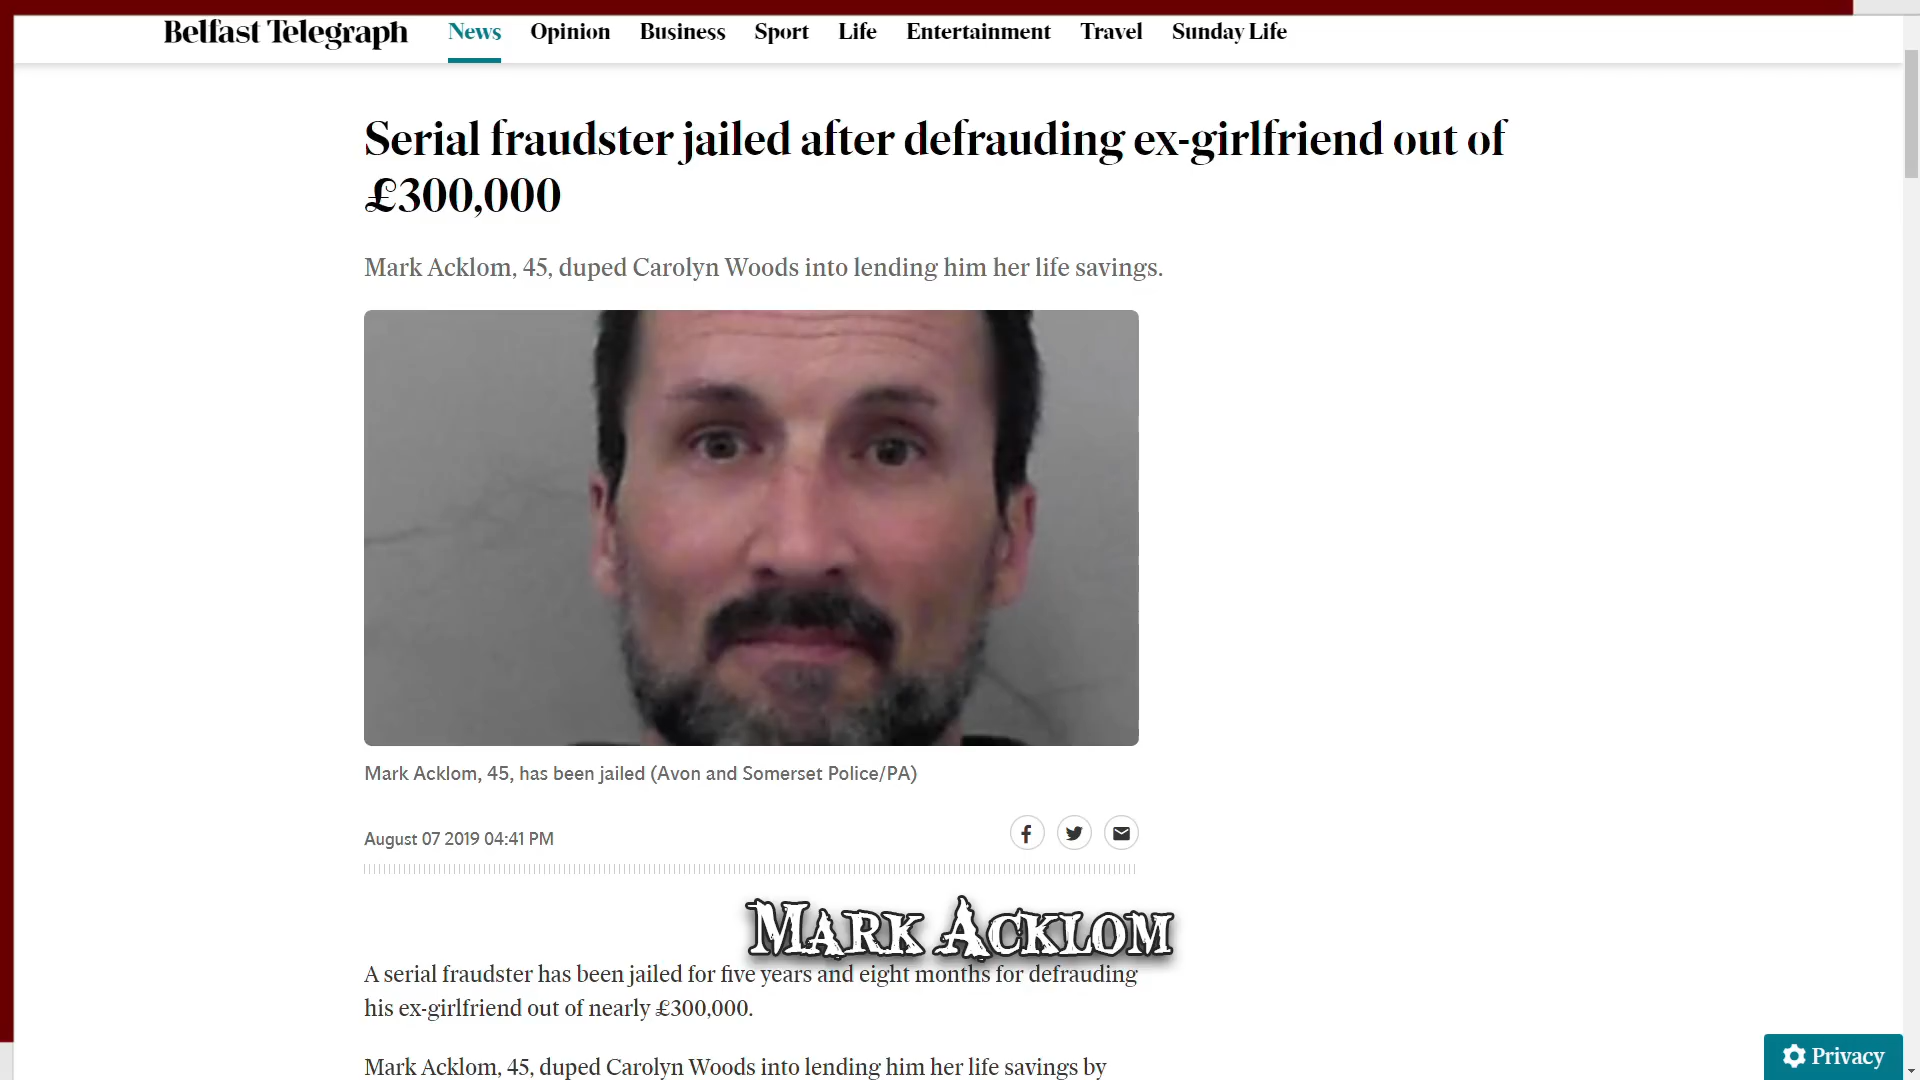 Belfast Telegraph News Opinion Business Sport Life Entertainment Travel Sunday Life
Serial fraudster jailed after defrauding ex-girlfriend out of
£300,000
Mark Acklom, 45, duped Carolyn Woods into lending him her life savings.
Mark Acklom, 45, has been jailed (Avon and Somerset Police/PA)
August 07 2019 04:41 PM
Mark Acklom
A serial fraudster has been jailed for five years and eight months for defrauding
his ex-girlfriend out of nearly £300,000.
Mark Acklom, 45, duped Carolyn Woods into lending him her life savings by
Privacy